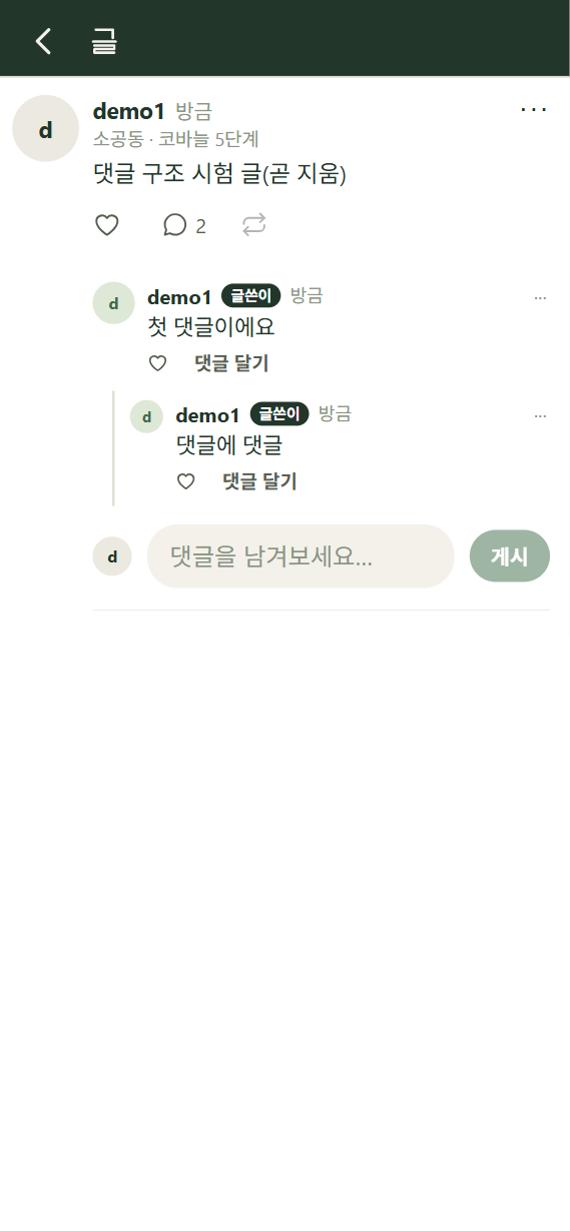 d
demo1 방금
소공동 · 코바늘 5단계
댓글 구조 시험 글(곧 지움)
2
d
demo1 글쓴이 방금
첫 댓글이에요
댓글 달기
d
demo1 글쓴이 방금
댓글에 댓글
댓글 달기
d
댓글을 남겨보세요...
게시